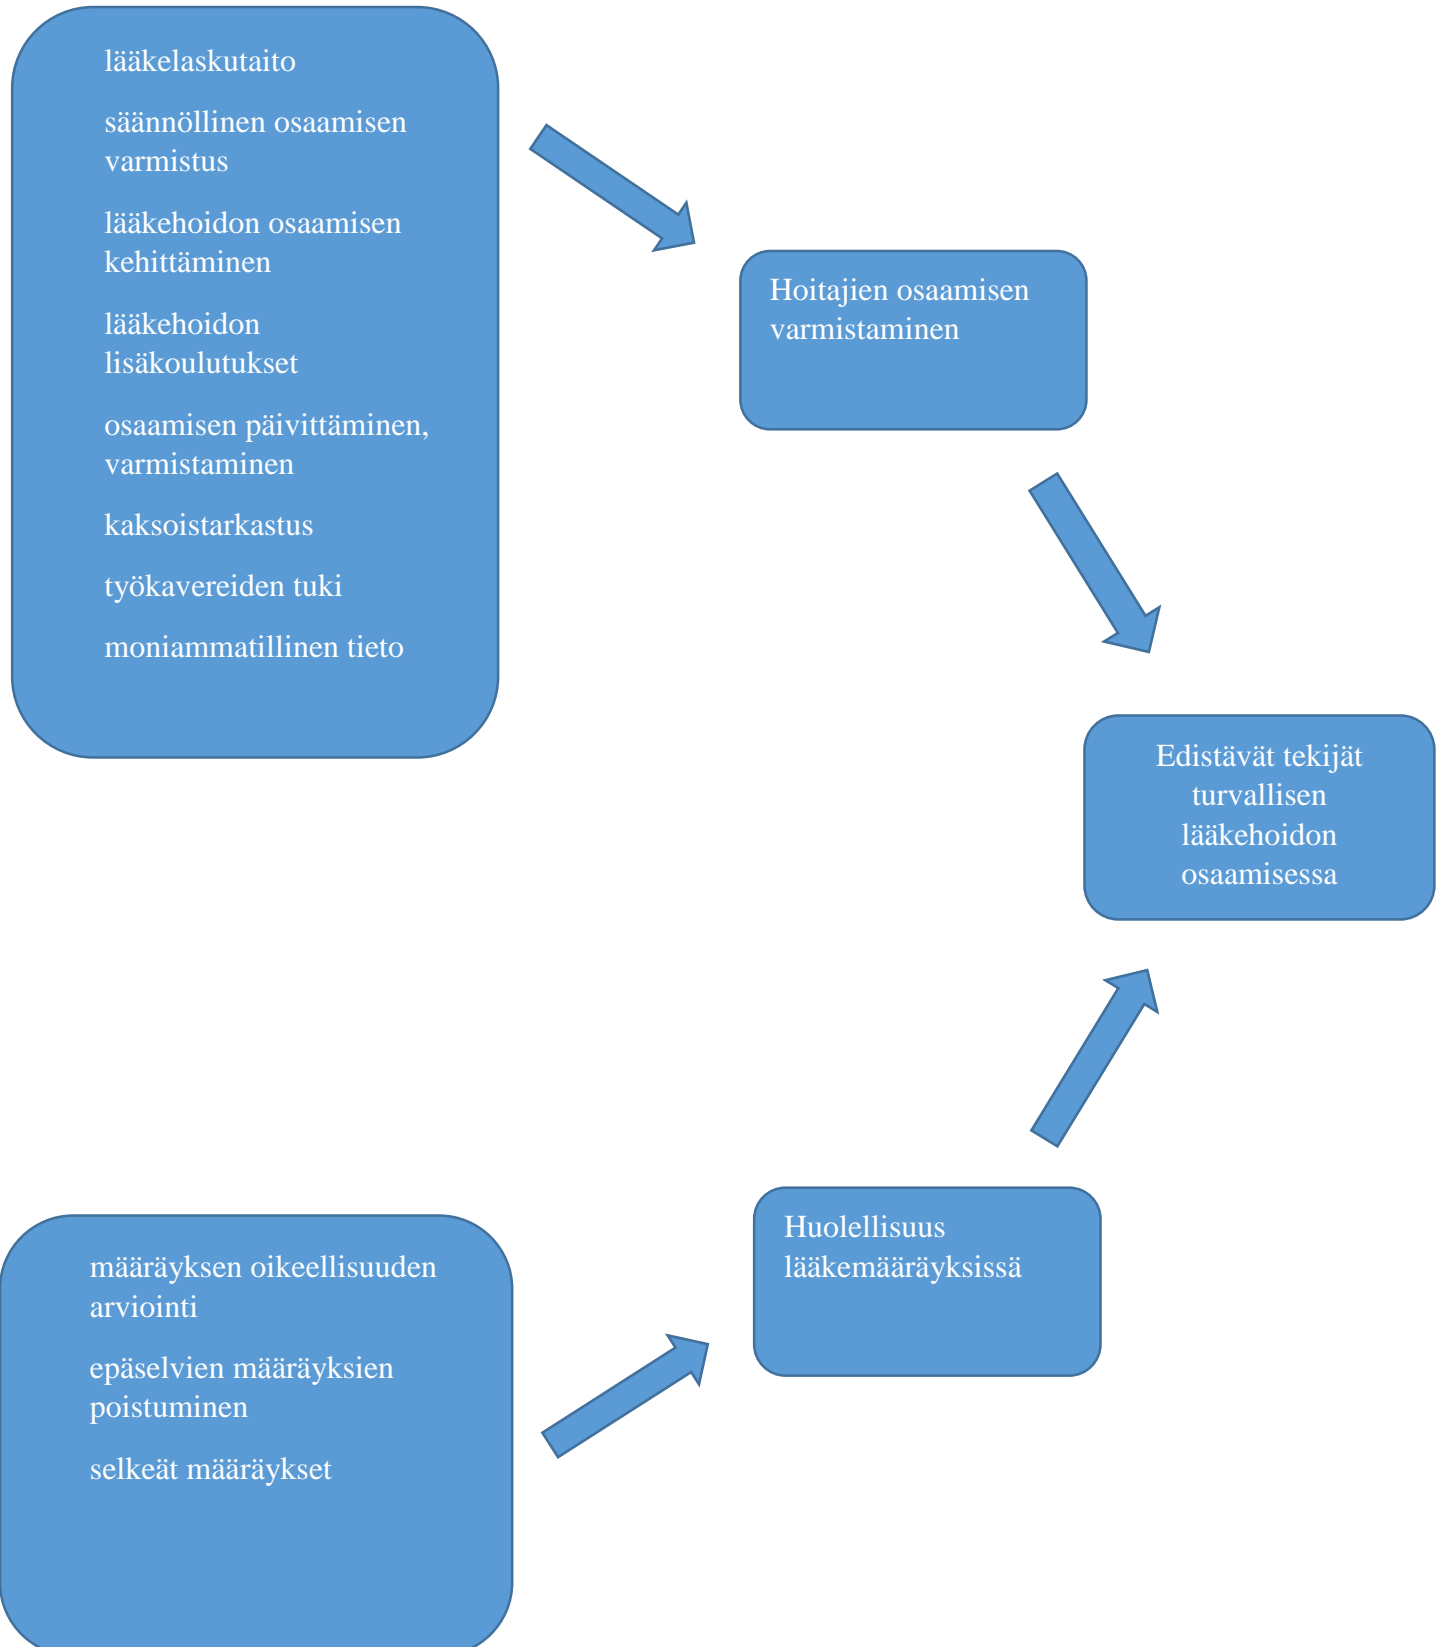 lääkelaskutaito
säännöllinen osaamisen
varmistus
lääkehoidon osaamisen
kehittäminen
lääkehoidon
lisäkoulutukset
osaamisen päivittäminen,
varmistaminen
kaksoistarkastus
työkavereiden tuki
moniammatillinen tieto
Hoitajien osaamisen
varmistaminen
Edistävät tekijät
turvallisen
lääkehoidon
osaamisessa
Huolellisuus
lääkemääräyksissä
määräyksen oikeellisuuden
arviointi
epäselvien määräyksien
poistuminen
selkeät määräykset